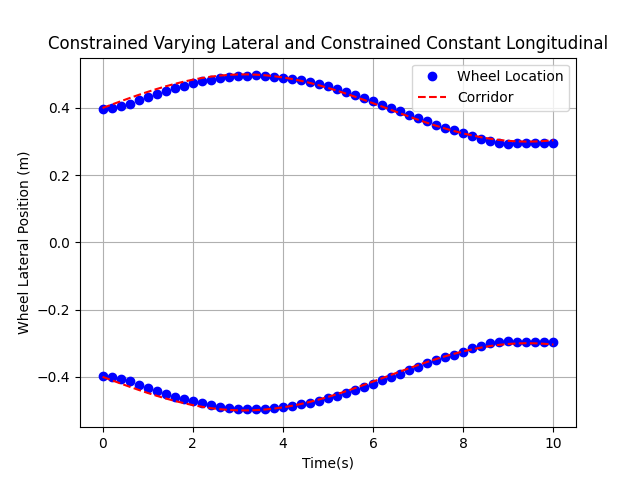 Constrained Varying Lateral and Constrained Constant Longitudinal
Wheel Location
Corridor
Wheel Lateral Position (m)
0.4
0.2
0.0
−0.2
−0.4
0 2 4 6 8 10
Time(s)